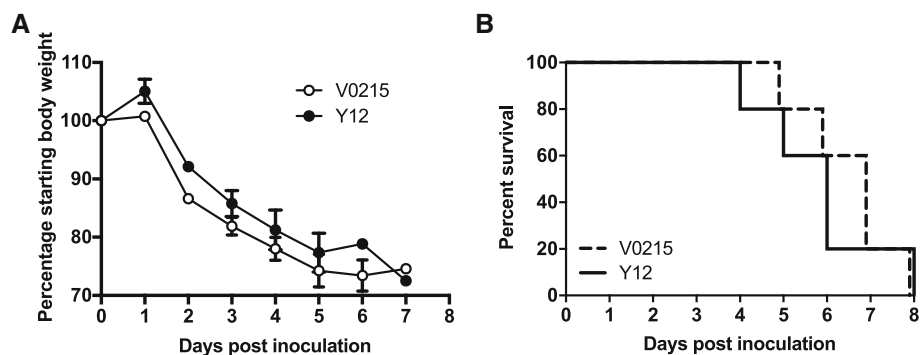 A
Percentage starting body weight
110
100
90
80
70
0 1 2 3 4 5 6 7 8
Days post inoculation
V0215
Y12
B
Percent survival
100
80
60
40
20
0
0 1 2 3 4 5 6 7 8
Days post inoculation
V0215
Y12